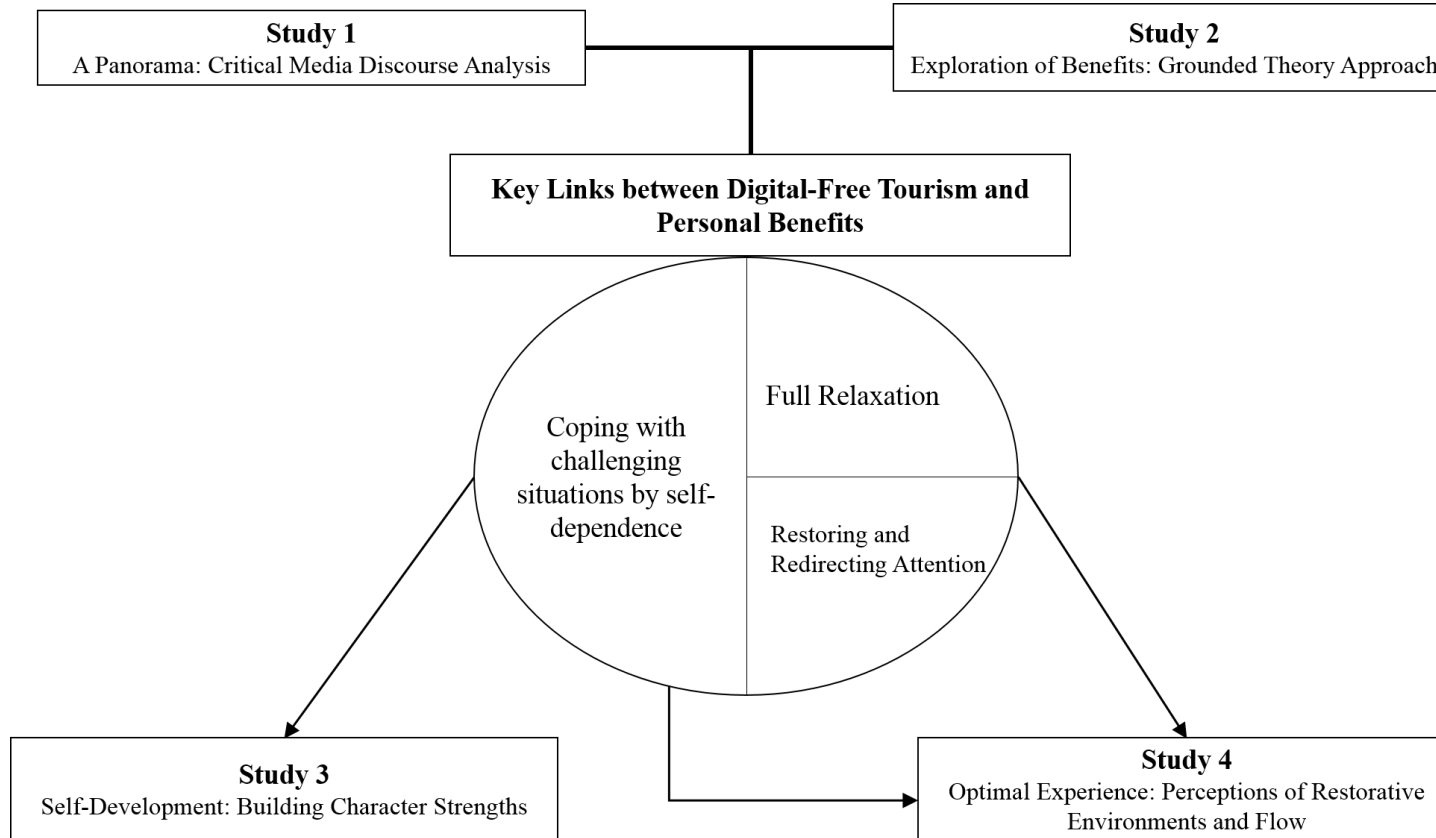 Study 1
A Panorama: Critical Media Discourse Analysis
Study 2
Exploration of Benefits: Grounded Theory Approach
Key Links between Digital-Free Tourism and
Personal Benefits
Coping with
challenging
situations by self-
dependence
Full Relaxation
Restoring and
Redirecting Attention
Study 3
Self-Development: Building Character Strengths
Study 4
Optimal Experience: Perceptions of Restorative
Environments and Flow